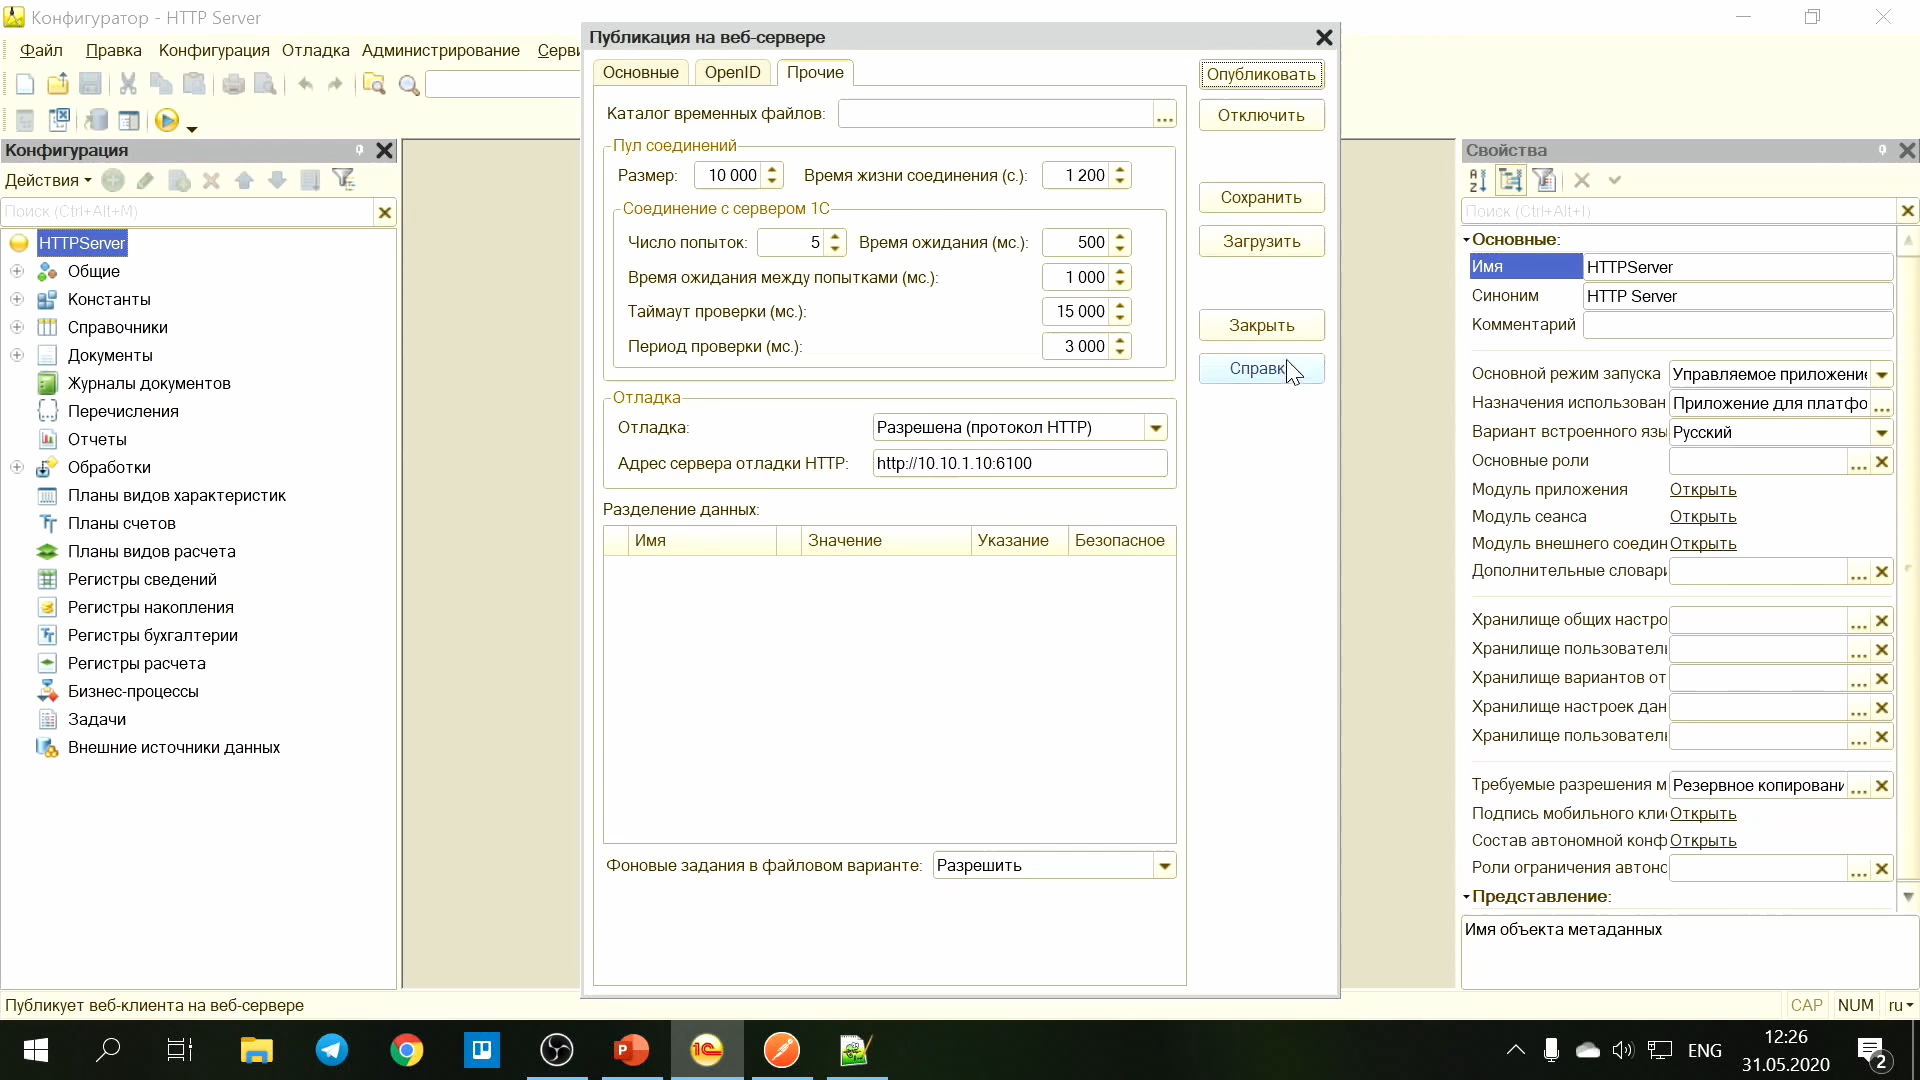 Конфигуратор - HTTP Server
Файл Правка Конфигурация Отладка Администрирование Серви
Конфигурация
Действия
Поиск (Ctrl+Alt+M)
HTTPServer
Общие
Константы
Справочники
Документы
Журналы документов
Перечисления
Отчеты
Обработки
Планы видов характеристик
Планы счетов
Планы видов расчета
Регистры сведений
Регистры накопления
Регистры бухгалтерии
Регистры расчета
Бизнес-процессы
Задачи
Внешние источники данных
Публикация на веб-сервере
Основные OpenID Прочие
Каталог временных файлов: ...
Пул соединений
Размер: 10 000 Время жизни соединения (с.): 1 200
Соединение с сервером 1С
Число попыток: 5 Время ожидания (мс.): 500
Время ожидания между попытками (мс.): 1 000
Таймаут проверки (мс.): 15 000
Период проверки (мс.): 3 000
Отладка
Отладка: Разрешена (протокол HTTP)
Адрес сервера отладки HTTP: http://10.10.1.10:6100
Разделение данных:
Имя Значение Указание Безопасное
Фоновые задания в файловом варианте: Разрешить
Опубликовать
Отключить
Сохранить
Загрузить
Закрыть
Справк
Свойства
Поиск (Ctrl+Alt+I)
Основные:
Имя HTTPServer
Синоним HTTP Server
Комментарий
Основной режим запуска Управляемое приложение
Назначения использован Приложение для платфо ...
Вариант встроенного язы Русский
Основные роли ...
Модуль приложения Открыть
Модуль сеанса Открыть
Модуль внешнего соедин Открыть
Дополнительные словари ...
Хранилище общих настро ...
Хранилище пользователь ...
Хранилище вариантов от ...
Хранилище настроек дан ...
Хранилище пользователь ...
Требуемые разрешения м Резервное копировани ...
Подпись мобильного кли Открыть
Состав автономной конф Открыть
Роли ограничения автоно ...
Представление:
Имя объекта метаданных
Публикует веб-клиента на веб-сервере
CAP NUM ru
ENG
12:26
31.05.2020
2